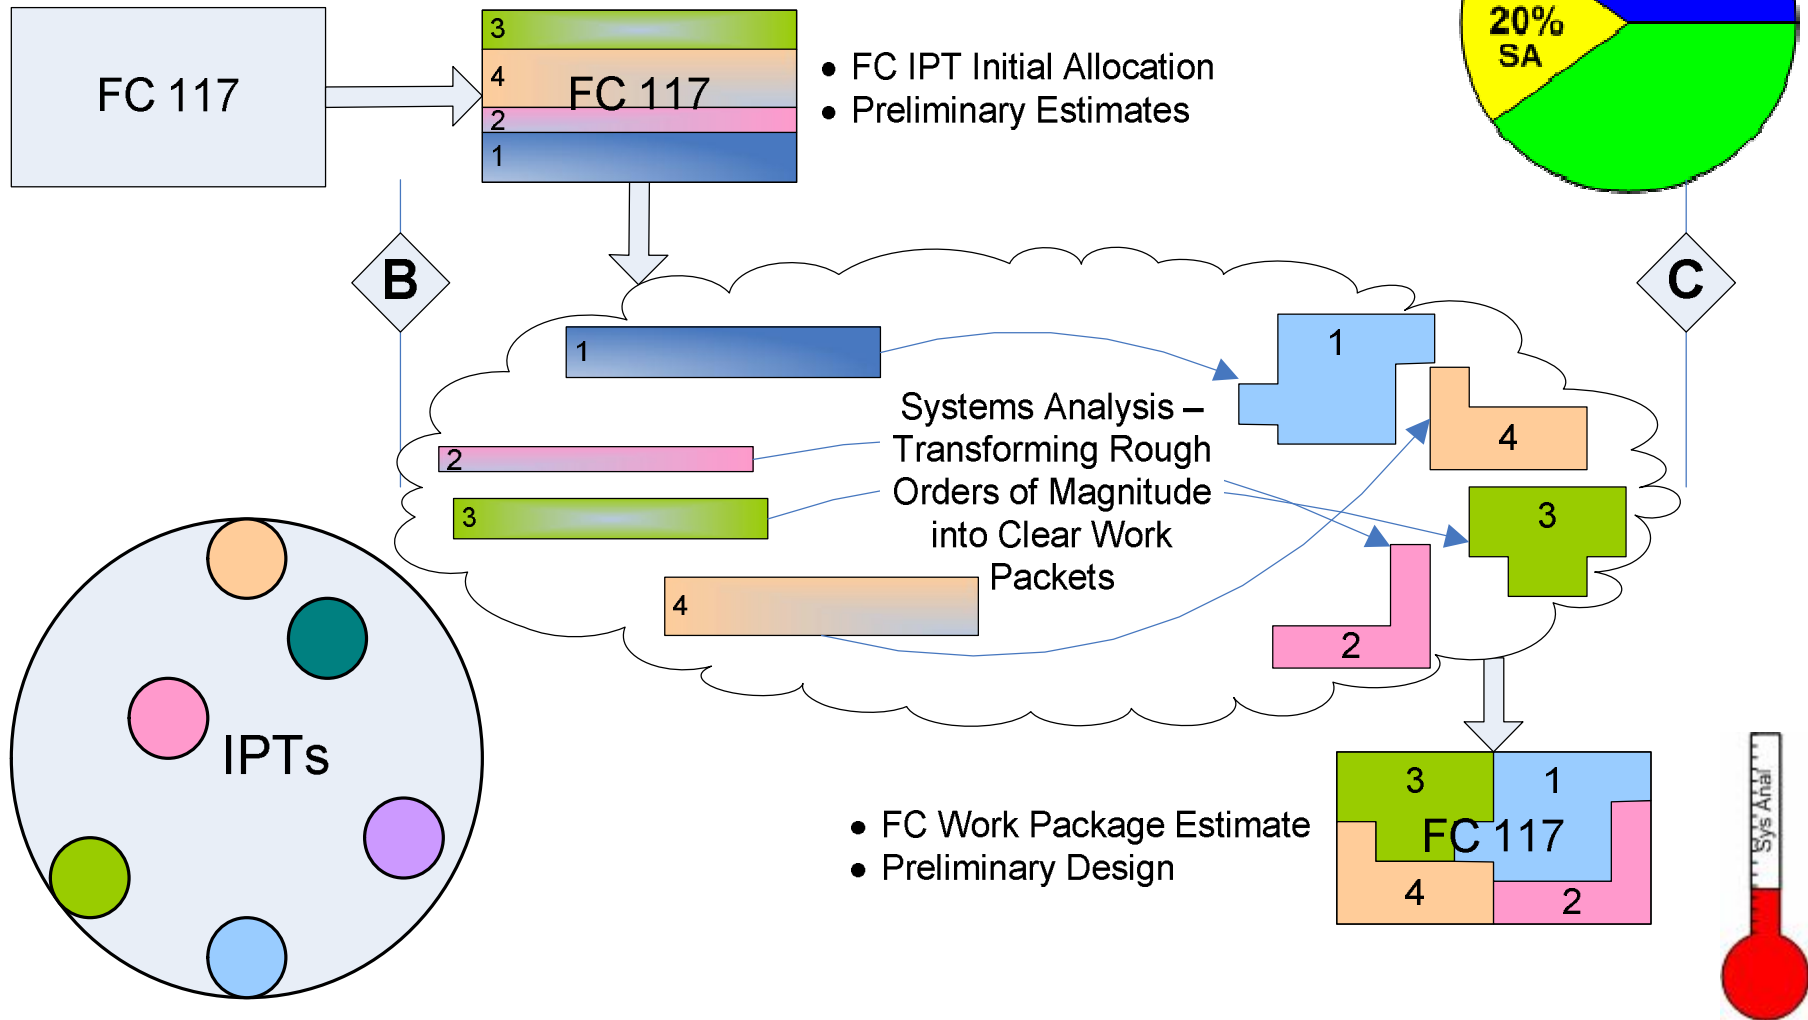 FC 117
3
4
FC 117
2
1
• FC IPT Initial Allocation
• Preliminary Estimates
20%
SA
B
C
1
2
3
4
Systems Analysis –
Transforming Rough
Orders of Magnitude
into Clear Work
Packets
1
4
3
2
IPTs
• FC Work Package Estimate
• Preliminary Design
3
1
FC 117
4
2
Sys Anal